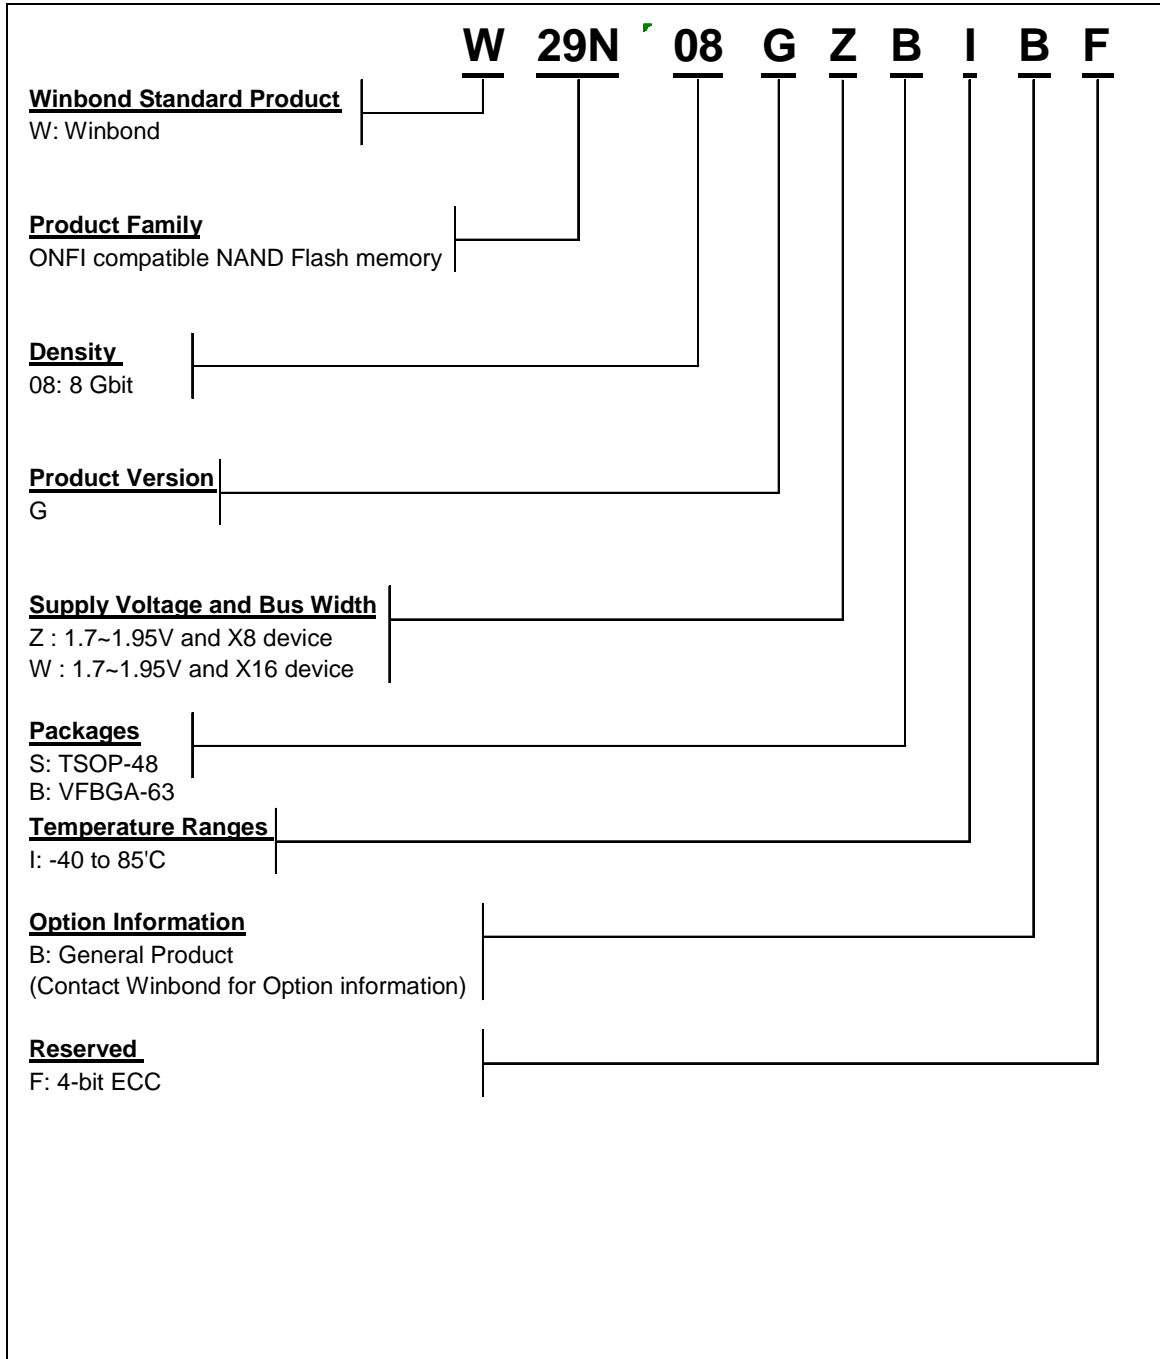 W 29N 08 G Z B I B F
Winbond Standard Product
W: Winbond
Product Family
ONFI compatible NAND Flash memory
Density
08: 8 Gbit
Product Version
G
Supply Voltage and Bus Width
Z : 1.7~1.95V and X8 device
W : 1.7~1.95V and X16 device
Packages
S: TSOP-48
B: VFBGA-63
Temperature Ranges
I: -40 to 85'C
Option Information
B: General Product
(Contact Winbond for Option information)
Reserved
F: 4-bit ECC